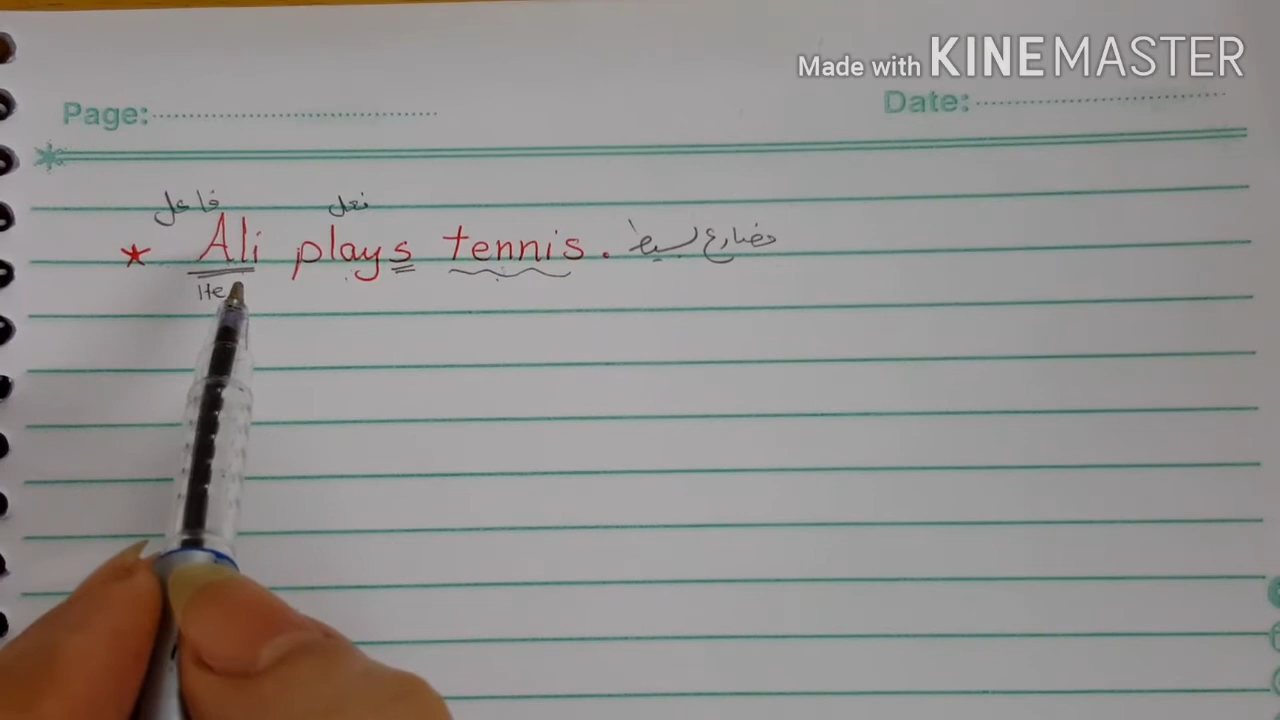 Made with KINEMASTER
Page: Date:
فاعل فعل
* Ali plays tennis. مضارع بسيط
He